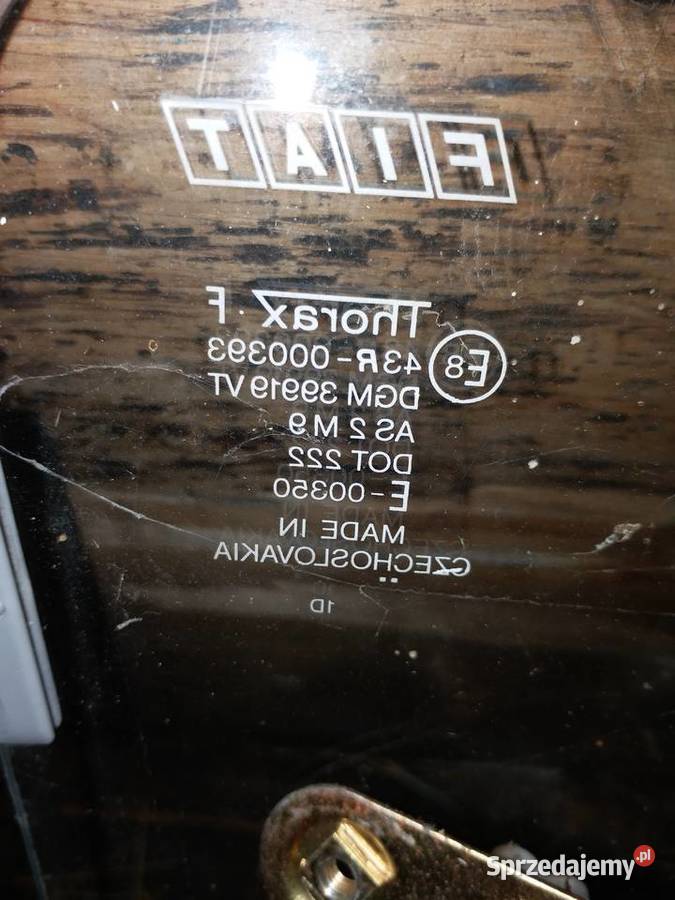 FIAT
Thorax · F
E8 43R-000393
DGM 39919 VT
AS 2 M 9
DOT 222
E-00350
MADE IN
CZECHOSLOVAKIA
..
1D
Sprzedajemy.pl